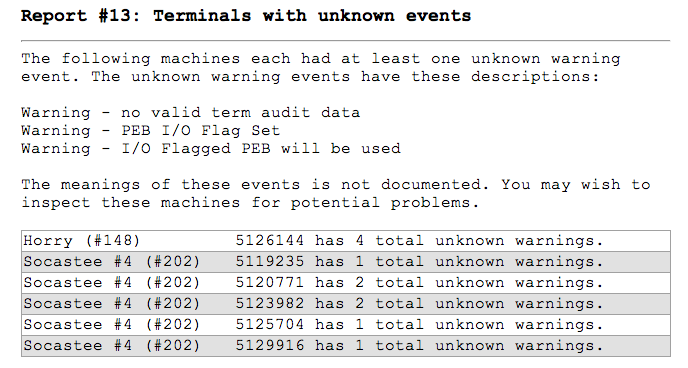 Report #13: Terminals with unknown events
The following machines each had at least one unknown warning
event. The unknown warning events have these descriptions:
Warning - no valid term audit data
Warning - PEB I/O Flag Set
Warning - I/O Flagged PEB will be used
The meanings of these events is not documented. You may wish to
inspect these machines for potential problems.
Horry (#148) 5126144 has 4 total unknown warnings.
Socastee #4 (#202) 5119235 has 1 total unknown warnings.
Socastee #4 (#202) 5120771 has 2 total unknown warnings.
Socastee #4 (#202) 5123982 has 2 total unknown warnings.
Socastee #4 (#202) 5125704 has 1 total unknown warnings.
Socastee #4 (#202) 5129916 has 1 total unknown warnings.